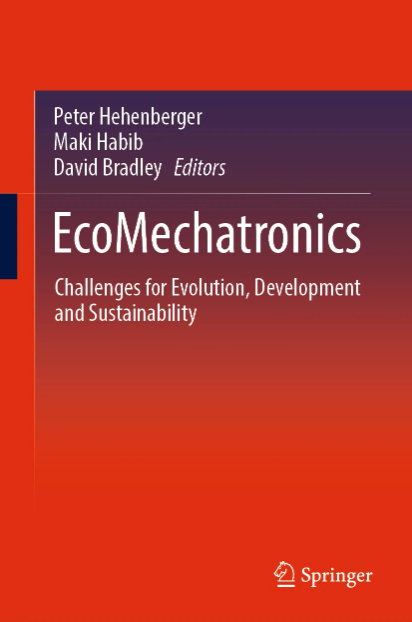 Peter Hehenberger
Maki Habib
David Bradley Editors
EcoMechatronics
Challenges for Evolution, Development
and Sustainability
Springer